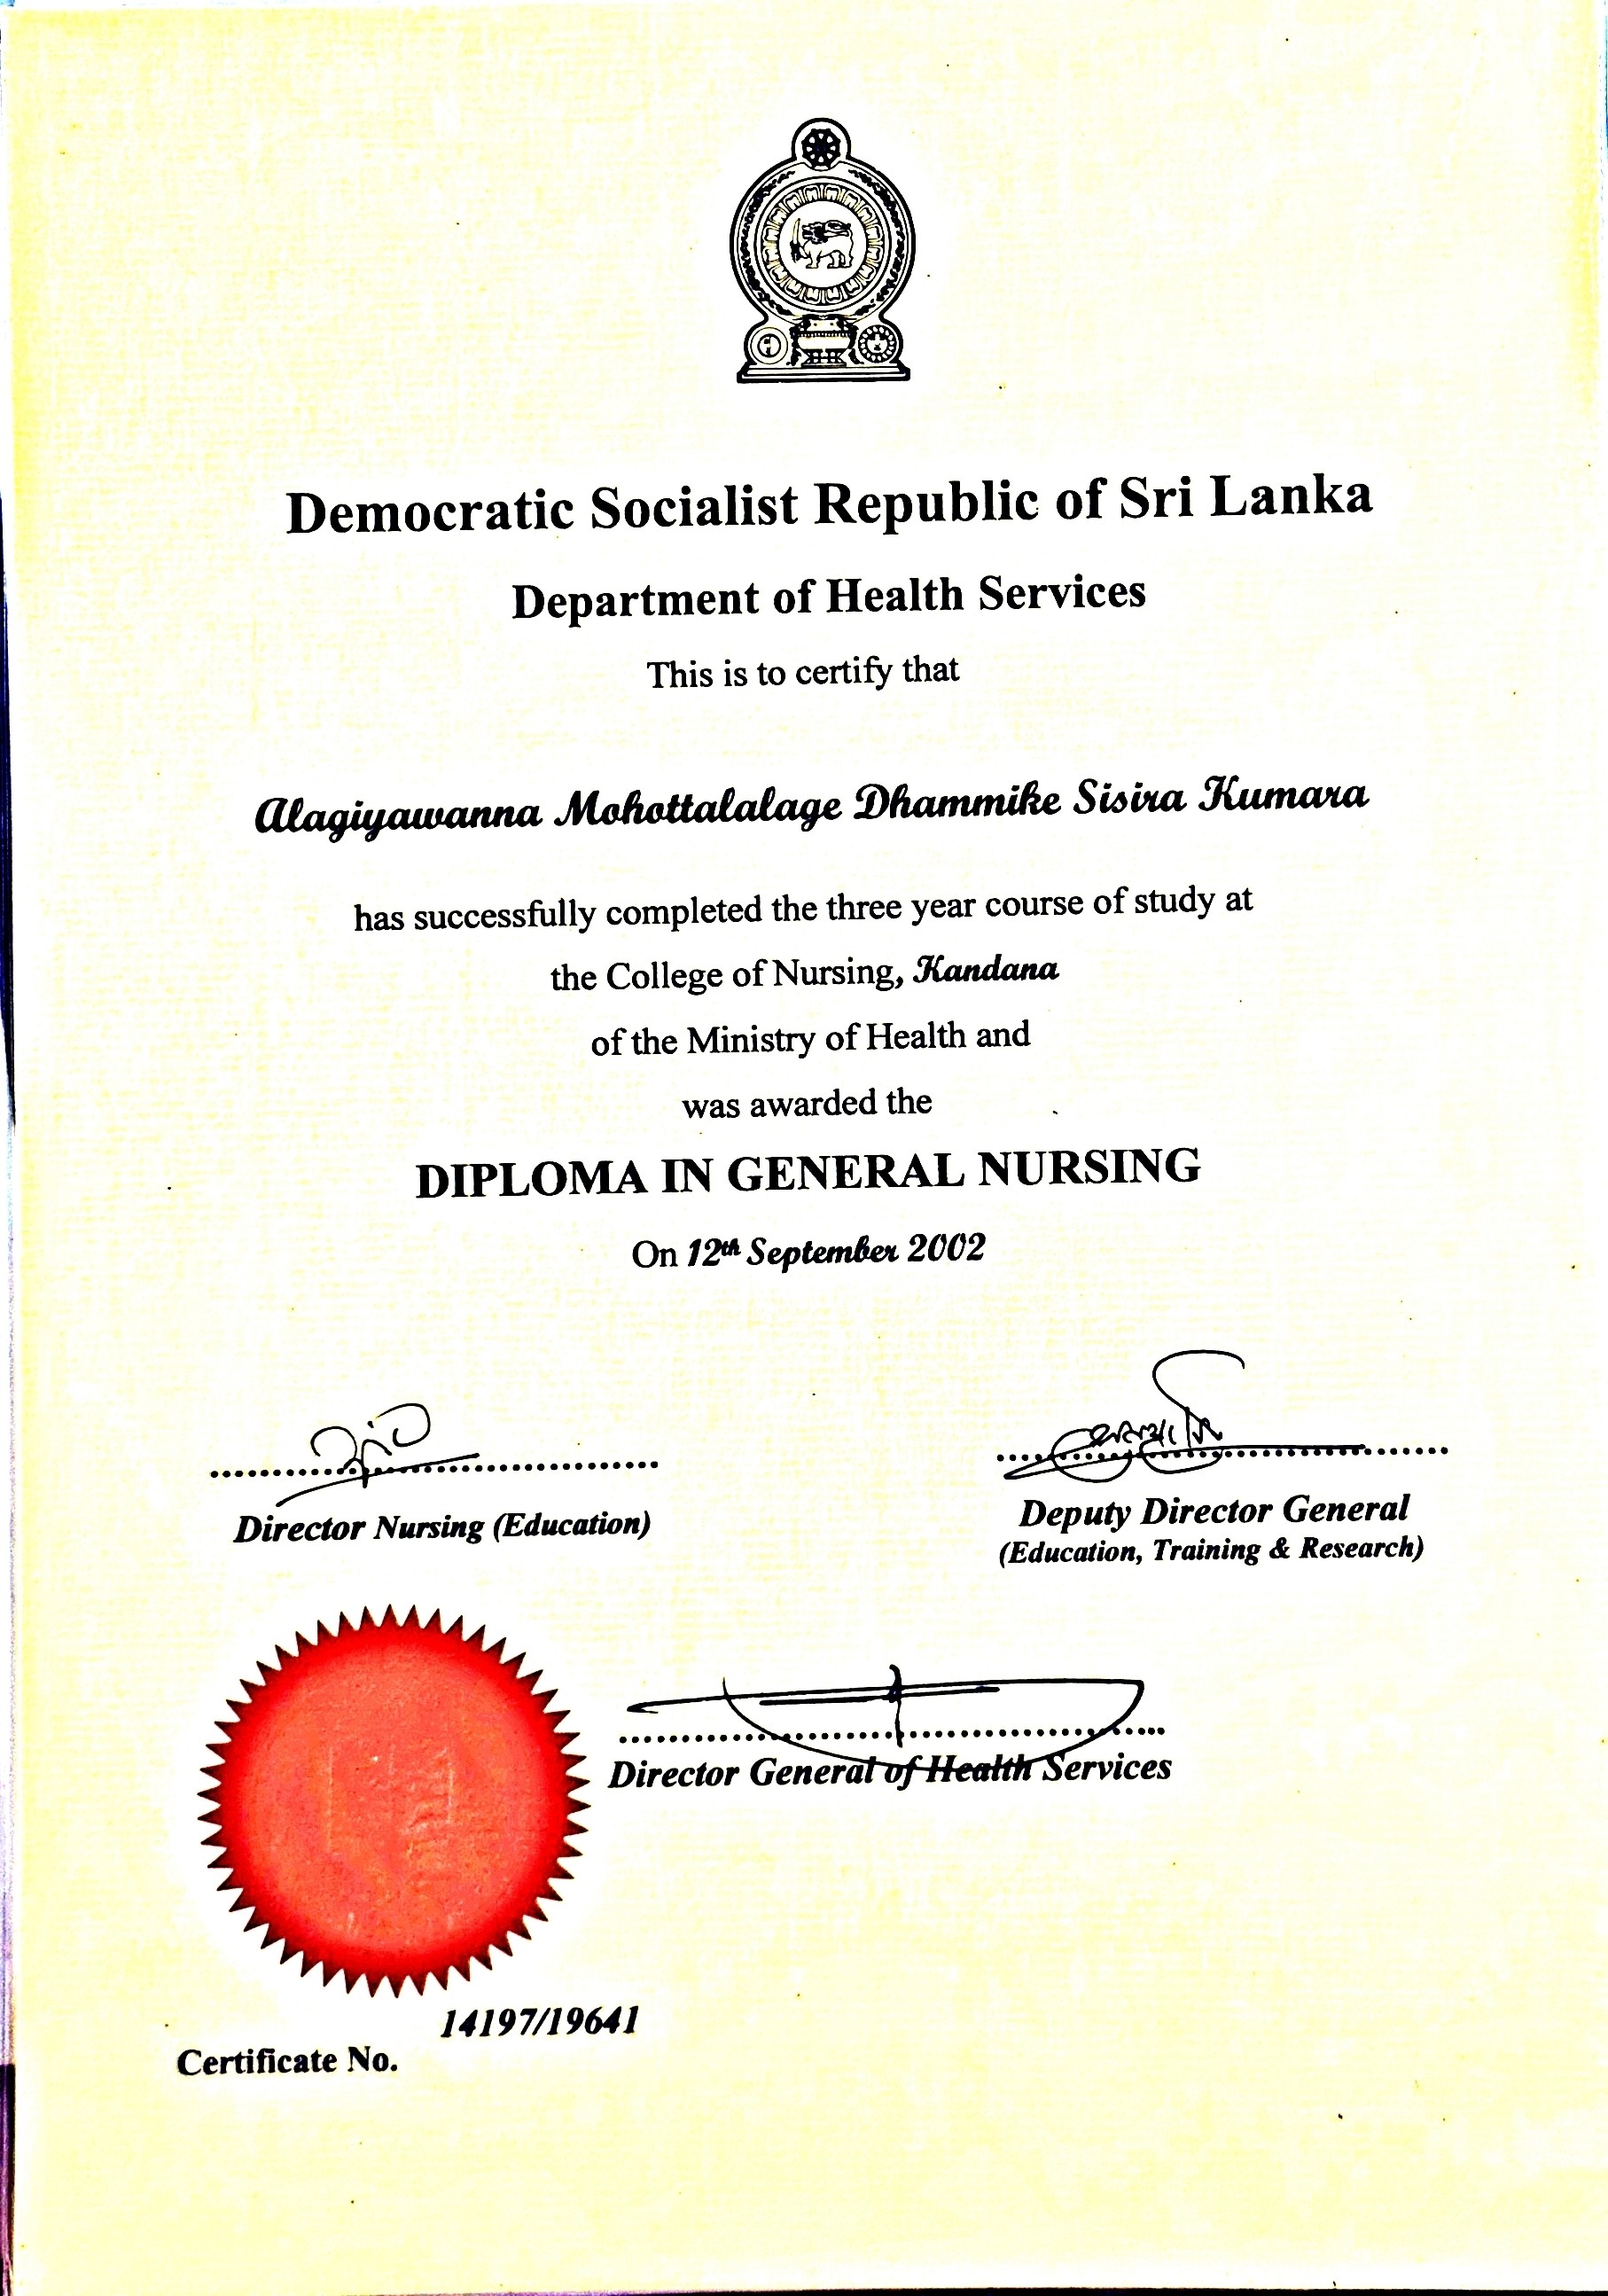 Democratic Socialist Republic of Sri Lanka
Department of Health Services
This is to certify that
Alagiyawanna Mohottalalage Dhammike Sisira Kumara
has successfully completed the three year course of study at
the College of Nursing, Kandana
of the Ministry of Health and
was awarded the
DIPLOMA IN GENERAL NURSING
On 12th September 2002
Director Nursing (Education)
Deputy Director General
(Education, Training & Research)
Director General of Health Services
14197/19641
Certificate No.